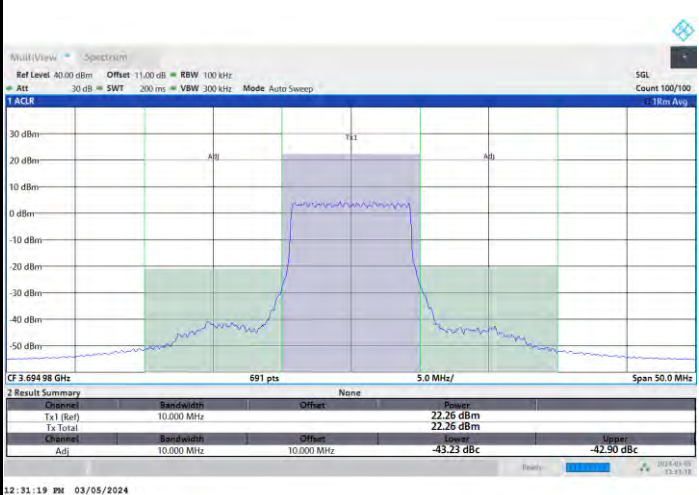 MultiView Spectrum
Ref Level 40.00 dBm Offset 11.00 dB RBW 100 kHz SGL
Att 30 dB SWT 200 ms VBW 300 kHz Mode Auto Sweep Count 100/100
1 ACLR 1Rm Avg
Tx1
Adj Adj
30 dBm
20 dBm
10 dBm
0 dBm
-10 dBm
-20 dBm
-30 dBm
-40 dBm
-50 dBm
CF 3.694 98 GHz 691 pts 5.0 MHz/ Span 50.0 MHz
2 Result Summary None
Channel Bandwidth Offset Power
Tx1 (Ref) 10.000 MHz 22.26 dBm
Tx Total 22.26 dBm
Channel Bandwidth Offset Lower Upper
Adj 10.000 MHz 10.000 MHz -43.23 dBc -42.90 dBc
Ready
12:31:19 PM 03/05/2024